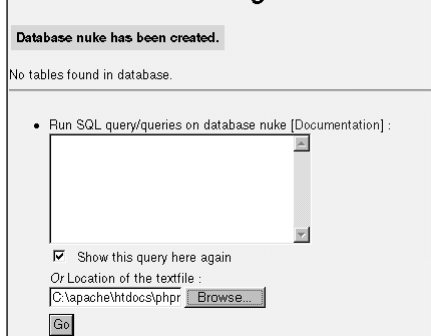 Database nuke has been created.
No tables found in database.
Run SQL query/queries on database nuke [Documentation] :
Show this query here again
Or Location of the textfile :
C:\apache\htdocs\phpr Browse...
Go